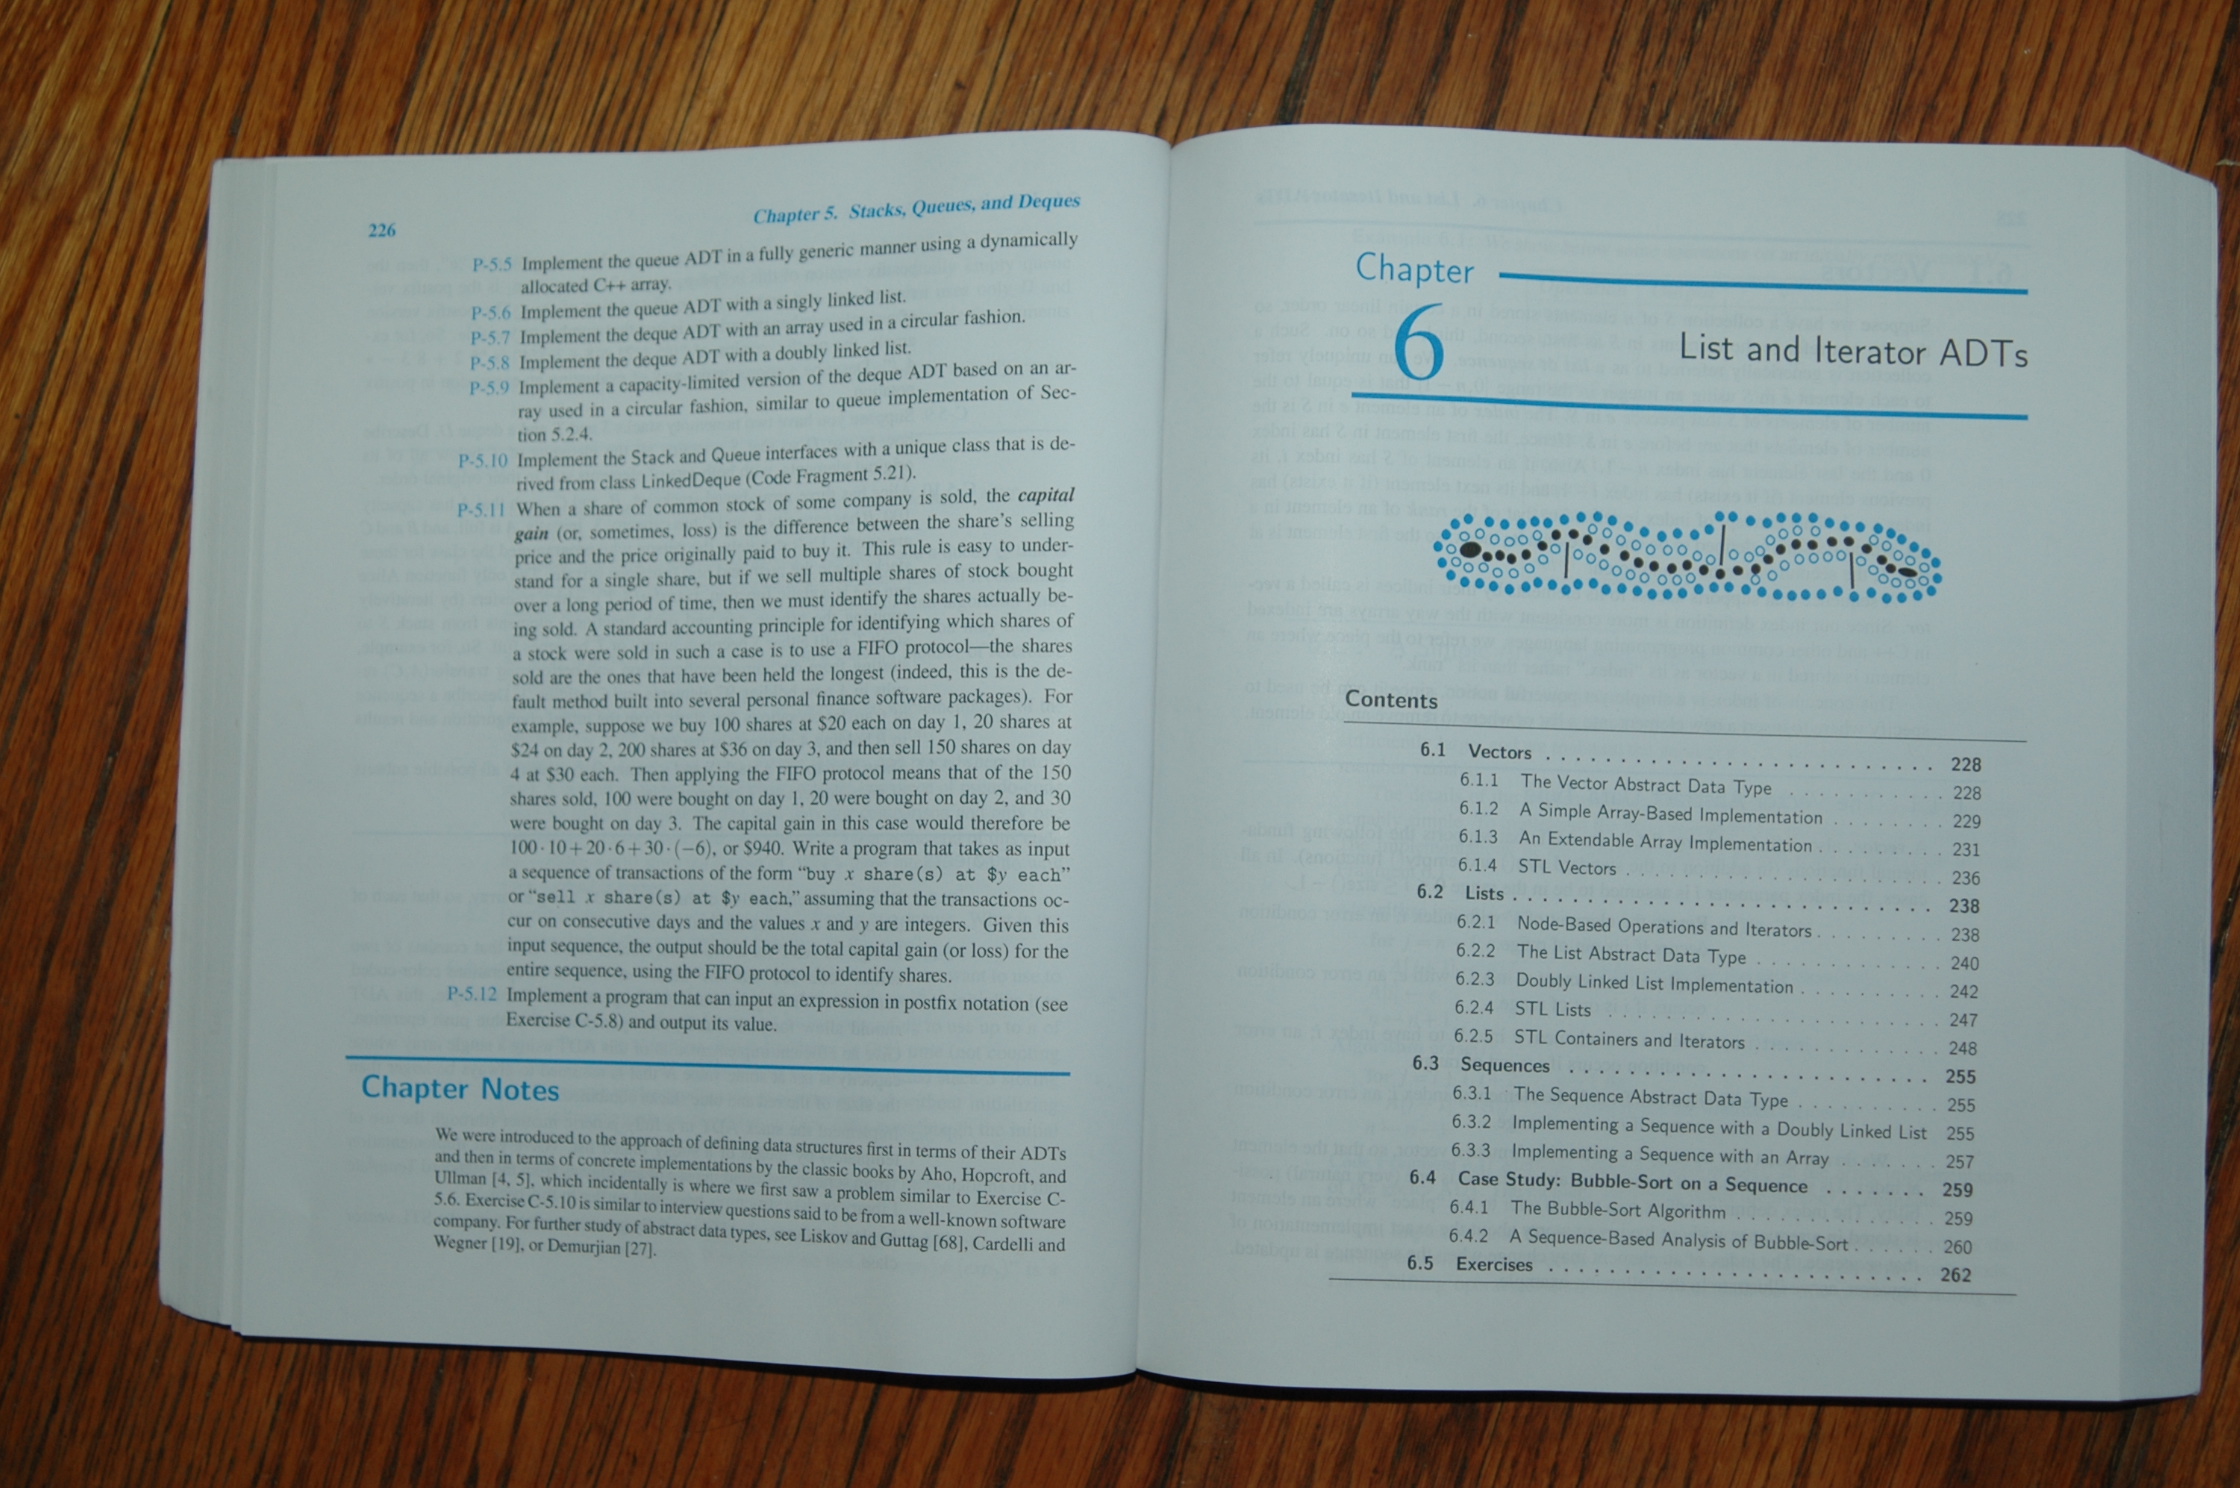 226
Chapter 5. Stacks, Queues, and Deques
P-5.5 Implement the queue ADT in a fully generic manner using a dynamically
allocated C++ array.
P-5.6 Implement the queue ADT with a singly linked list.
P-5.7 Implement the deque ADT with an array used in a circular fashion.
P-5.8 Implement the deque ADT with a doubly linked list.
P-5.9 Implement a capacity-limited version of the deque ADT based on an ar-
ray used in a circular fashion, similar to queue implementation of Sec-
tion 5.2.4.
P-5.10 Implement the Stack and Queue interfaces with a unique class that is de-
rived from class LinkedDeque (Code Fragment 5.21).
P-5.11 When a share of common stock of some company is sold, the capital
gain (or, sometimes, loss) is the difference between the share's selling
price and the price originally paid to buy it. This rule is easy to under-
stand for a single share, but if we sell multiple shares of stock bought
over a long period of time, then we must identify the shares actually be-
ing sold. A standard accounting principle for identifying which shares of
a stock were sold in such a case is to use a FIFO protocol—the shares
sold are the ones that have been held the longest (indeed, this is the de-
fault method built into several personal finance software packages). For
example, suppose we buy 100 shares at $20 each on day 1, 20 shares at
$24 on day 2, 200 shares at $36 on day 3, and then sell 150 shares on day
4 at $30 each. Then applying the FIFO protocol means that of the 150
shares sold, 100 were bought on day 1, 20 were bought on day 2, and 30
were bought on day 3. The capital gain in this case would therefore be
100 · 10 + 20 · 6 + 30 · (−6), or $940. Write a program that takes as input
a sequence of transactions of the form "buy x share(s) at $y each"
or "sell x share(s) at $y each," assuming that the transactions oc-
cur on consecutive days and the values x and y are integers. Given this
input sequence, the output should be the total capital gain (or loss) for the
entire sequence, using the FIFO protocol to identify shares.
P-5.12 Implement a program that can input an expression in postfix notation (see
Exercise C-5.8) and output its value.
Chapter Notes
We were introduced to the approach of defining data structures first in terms of their ADTs
and then in terms of concrete implementations by the classic books by Aho, Hopcroft, and
Ullman [4, 5], which incidentally is where we first saw a problem similar to Exercise C-
5.6. Exercise C-5.10 is similar to interview questions said to be from a well-known software
company. For further study of abstract data types, see Liskov and Guttag [68], Cardelli and
Wegner [19], or Demurjian [27].
Chapter
6
List and Iterator ADTs
Contents
6.1 Vectors . . . . . . . . . . . . . . . . . . . . . . . . 228
6.1.1 The Vector Abstract Data Type . . . . . . . . . . 228
6.1.2 A Simple Array-Based Implementation . . . . . . 229
6.1.3 An Extendable Array Implementation . . . . . . . 231
6.1.4 STL Vectors . . . . . . . . . . . . . . . . . . . 236
6.2 Lists . . . . . . . . . . . . . . . . . . . . . . . . . 238
6.2.1 Node-Based Operations and Iterators . . . . . . . 238
6.2.2 The List Abstract Data Type . . . . . . . . . . . 240
6.2.3 Doubly Linked List Implementation . . . . . . . . 242
6.2.4 STL Lists . . . . . . . . . . . . . . . . . . . . 247
6.2.5 STL Containers and Iterators . . . . . . . . . . 248
6.3 Sequences . . . . . . . . . . . . . . . . . . . . . . 255
6.3.1 The Sequence Abstract Data Type . . . . . . . . 255
6.3.2 Implementing a Sequence with a Doubly Linked List 255
6.3.3 Implementing a Sequence with an Array . . . . . 257
6.4 Case Study: Bubble-Sort on a Sequence . . . . . . 259
6.4.1 The Bubble-Sort Algorithm . . . . . . . . . . . . 259
6.4.2 A Sequence-Based Analysis of Bubble-Sort . . . . 260
6.5 Exercises . . . . . . . . . . . . . . . . . . . . . . 262